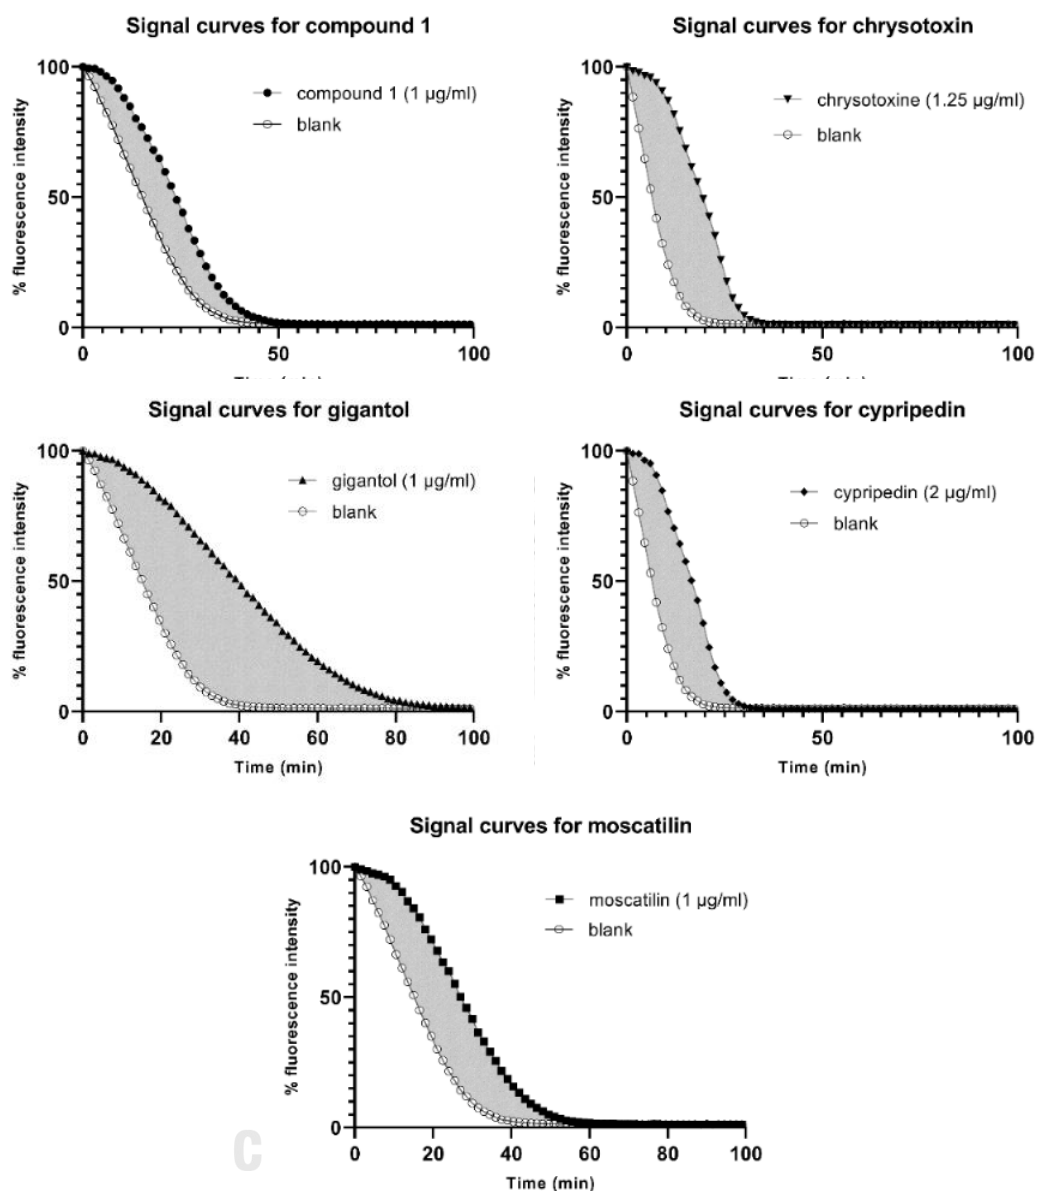 Signal curves for compound 1
% fluorescence intensity
100
50
0
compound 1 (1 µg/ml)
blank
0 50 100
Time (min)
Signal curves for chrysotoxin
% fluorescence intensity
100
50
0
chrysotoxine (1.25 µg/ml)
blank
0 50 100
Time (min)
Signal curves for gigantol
% fluorescence intensity
100
50
0
gigantol (1 µg/ml)
blank
0 20 40 60 80 100
Time (min)
Signal curves for cypripedin
% fluorescence intensity
100
50
0
cypripedin (2 µg/ml)
blank
0 50 100
Time (min)
Signal curves for moscatilin
% fluorescence intensity
100
50
0
moscatilin (1 µg/ml)
blank
0 20 40 60 80 100
Time (min)
C